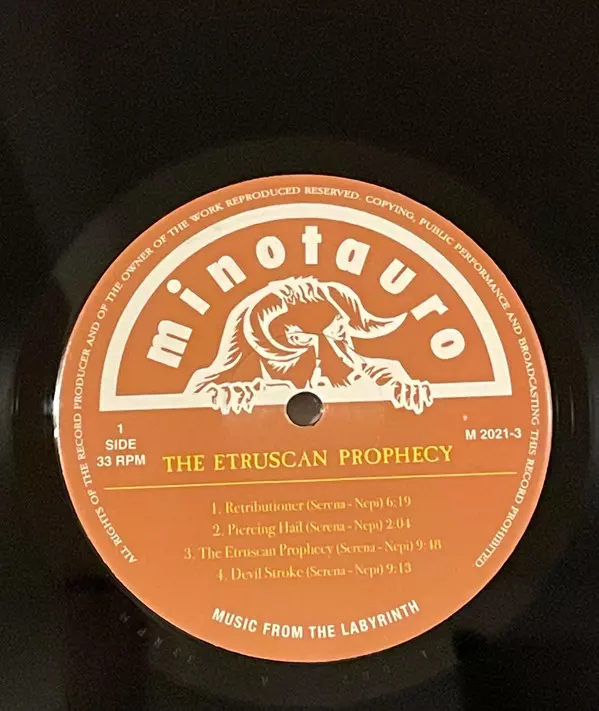 ALL RIGHTS OF THE RECORD PRODUCER AND OF THE OWNER OF THE WORK REPRODUCED RESERVED. COPYING, PUBLIC PERFORMANCE AND BROADCASTING THIS RECORD PROHIBITED
minotauro
1
SIDE
33 RPM
M 2021-3
THE ETRUSCAN PROPHECY
1. Retributioner (Serena - Nepi) 6:19
2. Piercing Hail (Serena - Nepi) 2:04
3. The Etruscan Prophecy (Serena - Nepi) 9:48
4. Devil Stroke (Serena - Nepi) 9:13
MUSIC FROM THE LABYRINTH